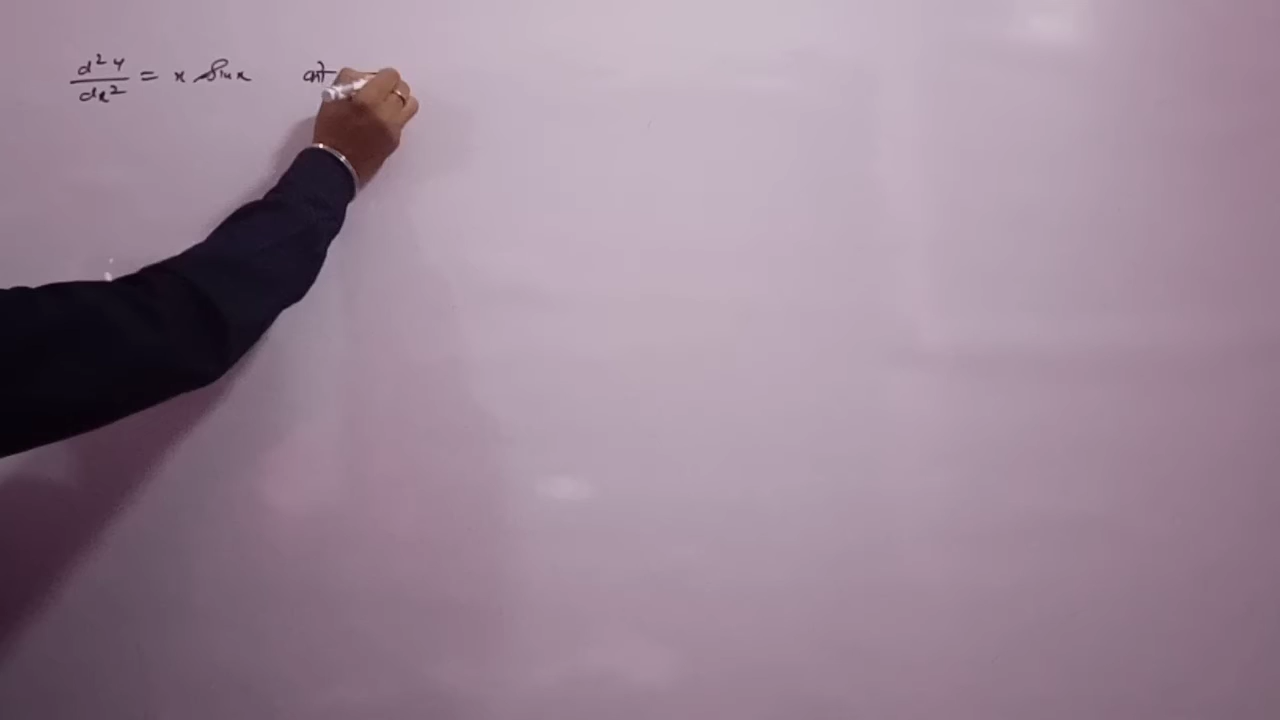 d²y/dx² = x Sin x